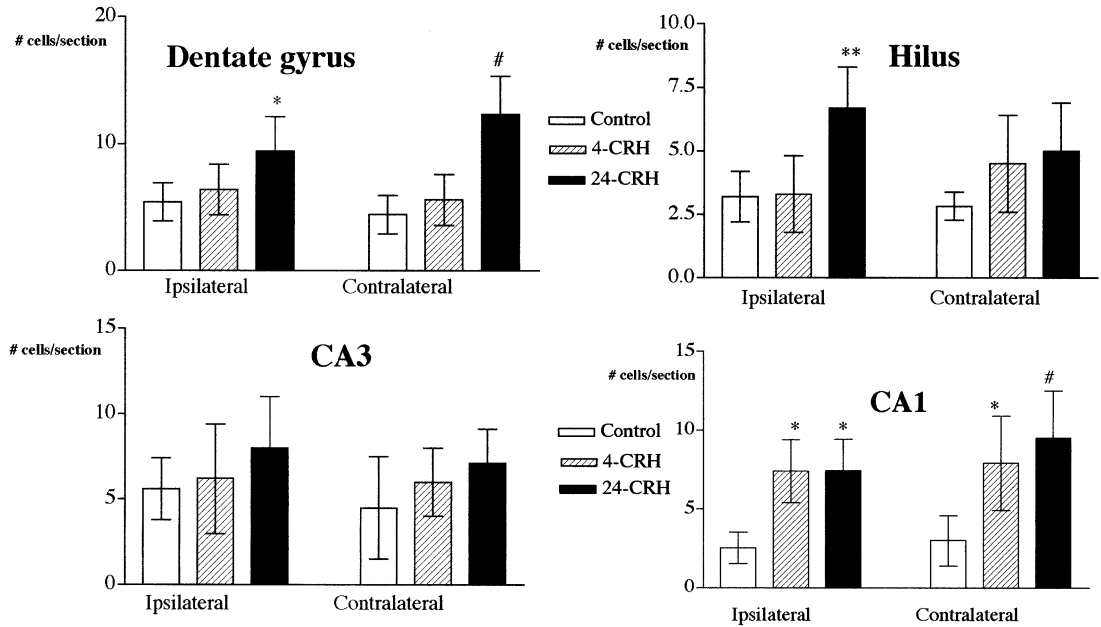 20
# cells/section
Dentate gyrus
10
0
*
#
Ipsilateral
Contralateral
Control
4-CRH
24-CRH
10.0
# cells/section
Hilus
7.5
5.0
2.5
0.0
**
Ipsilateral
Contralateral
15
# cells/section
CA3
10
5
0
Ipsilateral
Contralateral
Control
4-CRH
24-CRH
15
# cells/section
CA1
10
5
0
*
*
*
#
Ipsilateral
Contralateral